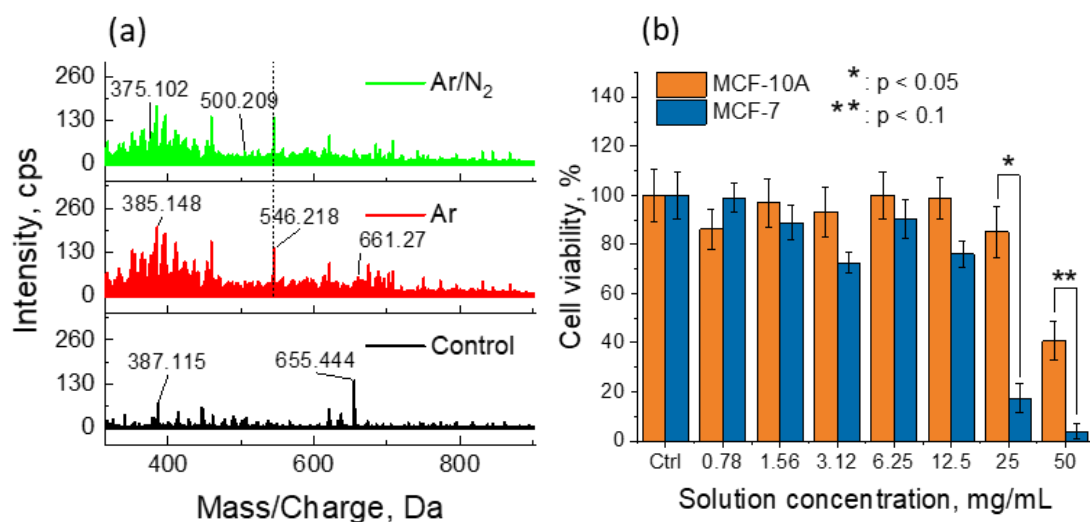 (a)
260
130
0
375.102
500.209
Ar/N₂
260
130
0
385.148
546.218
661.27
Ar
260
130
0
387.115
655.444
Control
Intensity, cps
400
600
800
Mass/Charge, Da
(b)
MCF-10A
MCF-7
* : p < 0.05
** : p < 0.1
*
**
140
120
100
80
60
40
20
0
Cell viability, %
Ctrl
0.78
1.56
3.12
6.25
12.5
25
50
Solution concentration, mg/mL